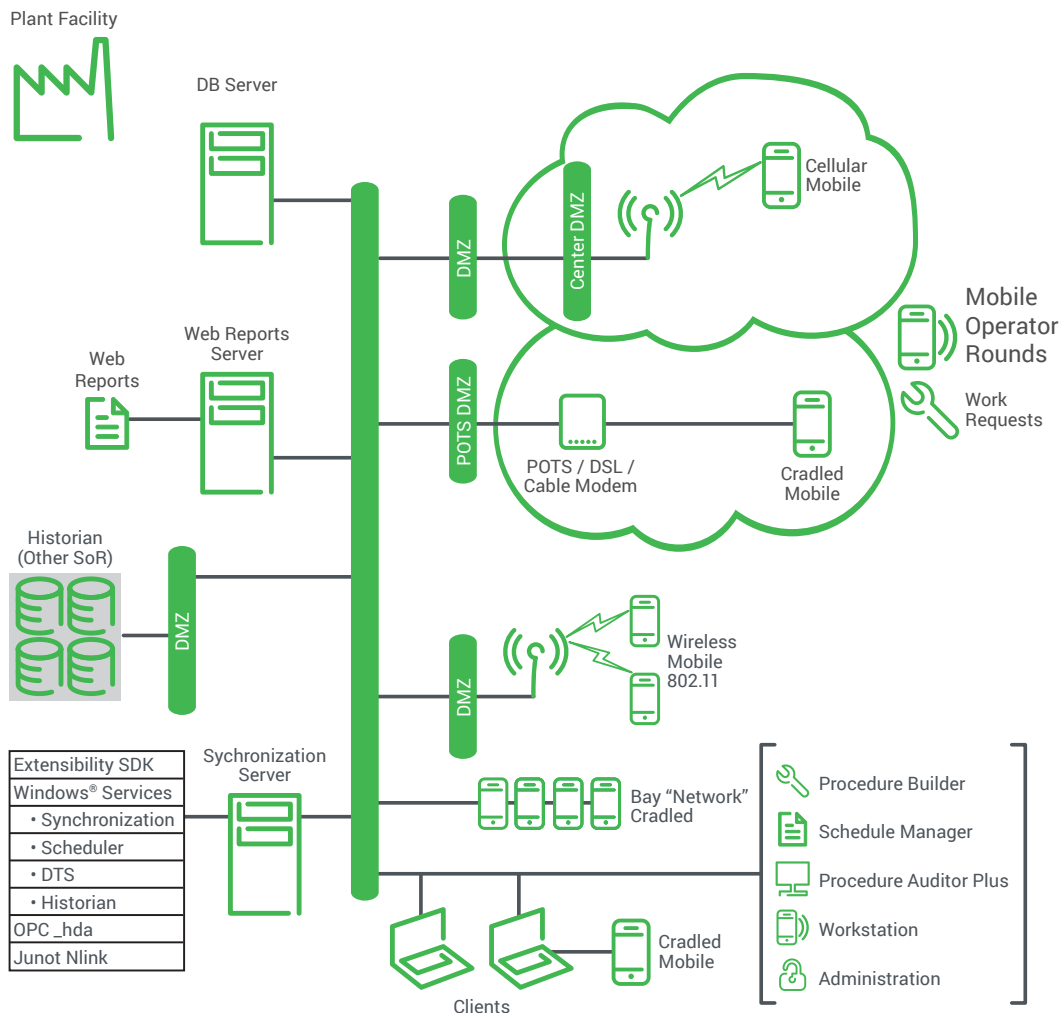 Plant Facility
DB Server
Cellular
Mobile
DMZ
Center DMZ
Mobile
Operator
Rounds
Work
Requests
Web Reports
Server
Web
Reports
POTS DMZ
POTS / DSL /
Cable Modem
Cradled
Mobile
Historian
(Other SoR)
DMZ
DMZ
Wireless
Mobile
802.11
Extensibility SDK
Windows® Services
• Synchronization
• Scheduler
• DTS
• Historian
OPC _hda
Junot Nlink
Sychronization
Server
Bay “Network”
Cradled
Procedure Builder
Schedule Manager
Procedure Auditor Plus
Workstation
Administration
Cradled
Mobile
Clients